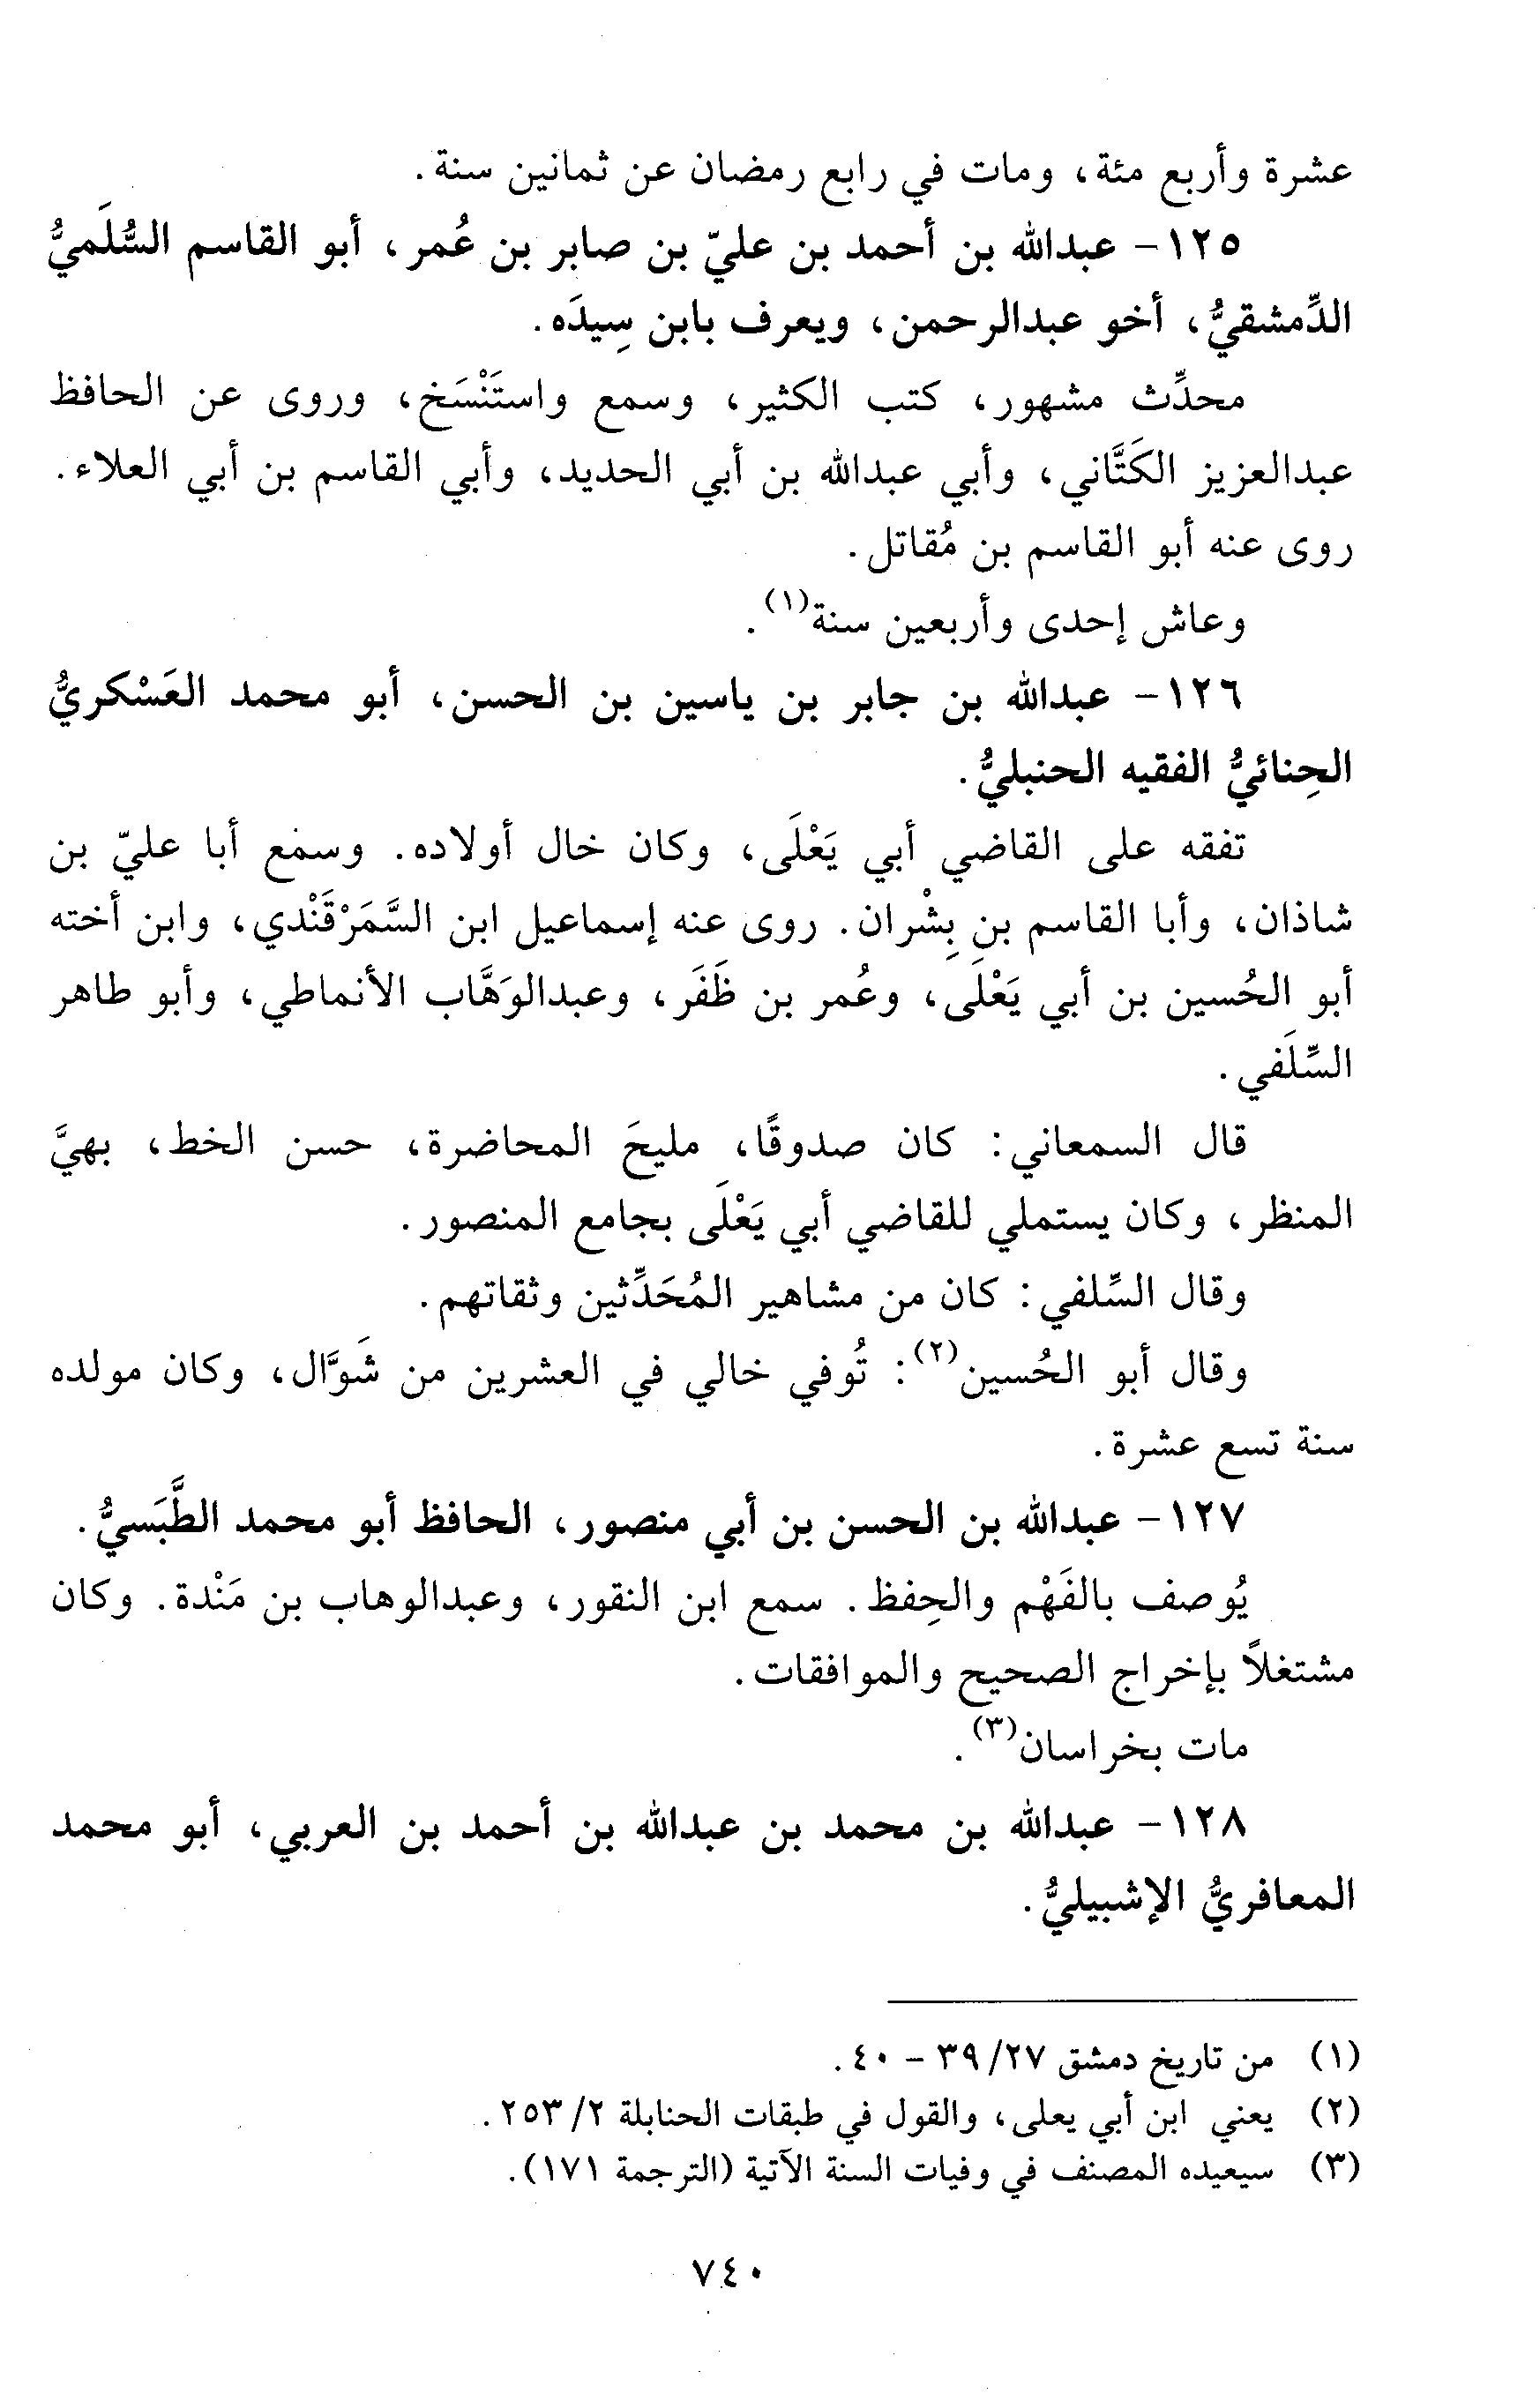 عشرة وأربع مئة، ومات في رابع رمضان عن ثمانين سنة.
١٢٥- عبدالله بن أحمد بن عليّ بن صابر بن عُمر، أبو القاسم السُّلَميُّ
الدِّمشقيُّ، أخو عبدالرحمن، ويعرف بابن سِيدَه.
محدِّث مشهور، كتب الكثير، وسمع واستَنْسَخ، وروى عن الحافظ
عبدالعزيز الكَتَّاني، وأبي عبدالله بن أبي الحديد، وأبي القاسم بن أبي العلاء.
روى عنه أبو القاسم بن مُقاتل.
وعاش إحدى وأربعين سنة(١).
١٢٦- عبدالله بن جابر بن ياسين بن الحسن، أبو محمد العَسْكريُّ
الحِنائيُّ الفقيه الحنبليُّ.
تفقه على القاضي أبي يَعْلَى، وكان خال أولاده. وسمع أبا عليّ بن
شاذان، وأبا القاسم بن بِشْران. روى عنه إسماعيل ابن السَّمَرْقَنْدي، وابن أخته
أبو الحُسين بن أبي يَعْلَى، وعُمر بن ظَفَر، وعبدالوَهَّاب الأنماطي، وأبو طاهر
السِّلَفي.
قال السمعاني: كان صدوقًا، مليحَ المحاضرة، حسن الخط، بهيَّ
المنظر، وكان يستملي للقاضي أبي يَعْلَى بجامع المنصور.
وقال السِّلفي: كان من مشاهير المُحَدِّثين وثقاتهم.
وقال أبو الحُسين(٢): تُوفي خالي في العشرين من شَوَّال، وكان مولده
سنة تسع عشرة.
١٢٧- عبدالله بن الحسن بن أبي منصور، الحافظ أبو محمد الطَّبَسيُّ.
يُوصف بالفَهْم والحِفظ. سمع ابن النقور، وعبدالوهاب بن مَنْدة. وكان
مشتغلاً بإخراج الصحيح والموافقات.
مات بخراسان(٣).
١٢٨- عبدالله بن محمد بن عبدالله بن أحمد بن العربي، أبو محمد
المعافريُّ الإشبيليُّ.
(١) من تاريخ دمشق ٢٧/ ٣٩ - ٤٠.
(٢) يعني ابن أبي يعلى، والقول في طبقات الحنابلة ٢/ ٢٥٣.
(٣) سيعيده المصنف في وفيات السنة الآتية (الترجمة ١٧١).
٧٤٠